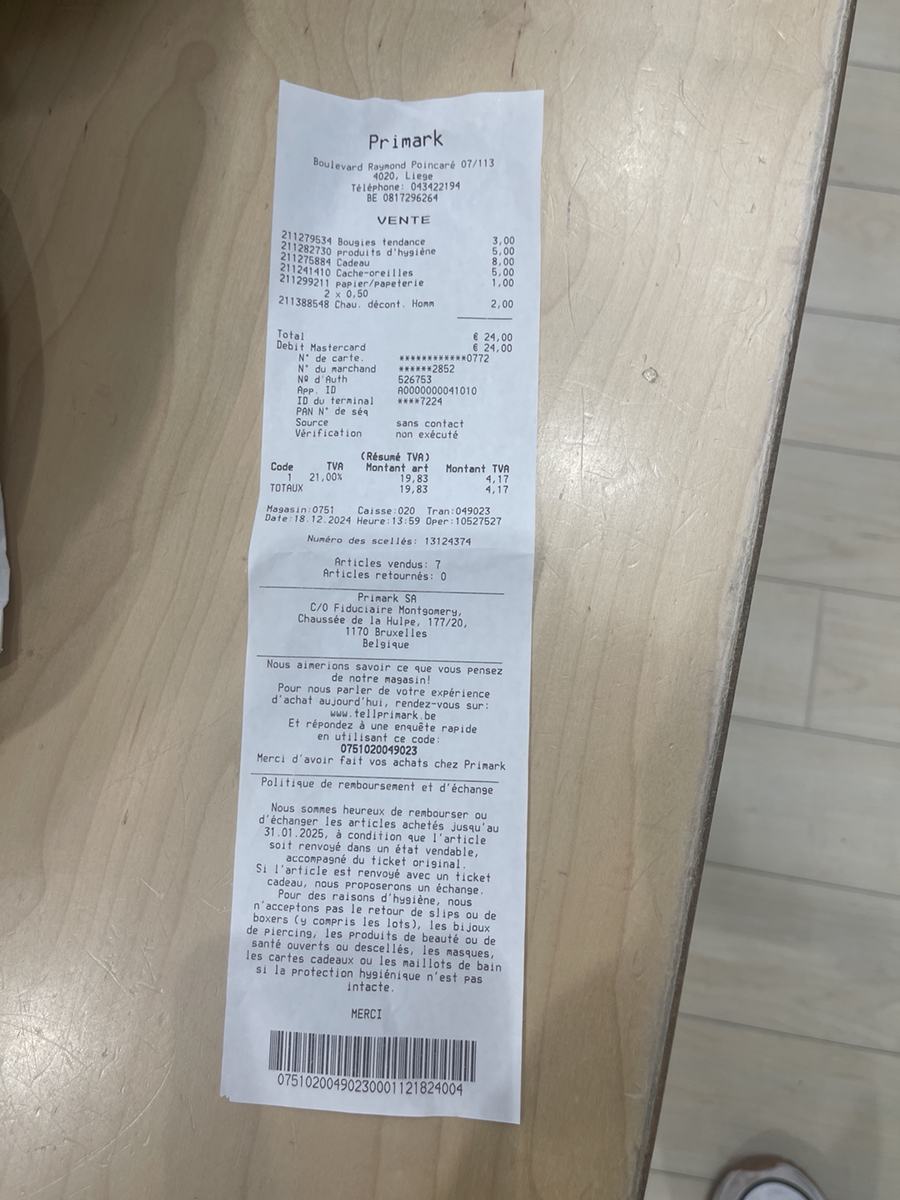 Primark
Boulevard Raymond Poincaré 07/113
4020, Liege
Téléphone: 043422194
BE 0817296264
VENTE
211279534 Bougies tendance 3,00
211282730 produits d'hygiène 5,00
211275884 Cadeau 8,00
211241410 Cache-oreilles 5,00
211299211 papier/papeterie 1,00
2 x 0,50
211388548 Chau. décont. Homm 2,00
Total € 24,00
Debit Mastercard € 24,00
N° de carte. ************0772
N° du marchand ******2852
Nº d'Auth 526753
App. ID A0000000041010
ID du terminal ****7224
PAN N° de séq
Source sans contact
Vérification non exécuté
(Résumé TVA)
Code TVA Montant art Montant TVA
1 21,00% 19,83 4,17
TOTAUX 19,83 4,17
Magasin:0751 Caisse:020 Tran:049023
Date:18.12.2024 Heure:13:59 Oper:10527527
Numéro des scellés: 13124374
Articles vendus: 7
Articles retournés: 0
Primark SA
C/O Fiduciaire Montgomery,
Chaussée de la Hulpe, 177/20,
1170 Bruxelles
Belgique
Nous aimerions savoir ce que vous pensez
de notre magasin!
Pour nous parler de votre expérience
d'achat aujourd'hui, rendez-vous sur:
www.tellprimark.be
Et répondez à une enquête rapide
en utilisant ce code:
0751020049023
Merci d'avoir fait vos achats chez Primark
Politique de remboursement et d'échange
Nous sommes heureux de rembourser ou
d'échanger les articles achetés jusqu'au
31.01.2025, à condition que l'article
soit renvoyé dans un état vendable,
accompagné du ticket original.
Si l'article est renvoyé avec un ticket
cadeau, nous proposerons un échange.
Pour des raisons d'hygiène, nous
n'acceptons pas le retour de slips ou de
boxers (y compris les lots), les bijoux
de piercing, les produits de beauté ou de
santé ouverts ou descellés, les masques,
les cartes cadeaux ou les maillots de bain
si la protection hygiénique n'est pas
intacte.
MERCI
07510200490230001121824004